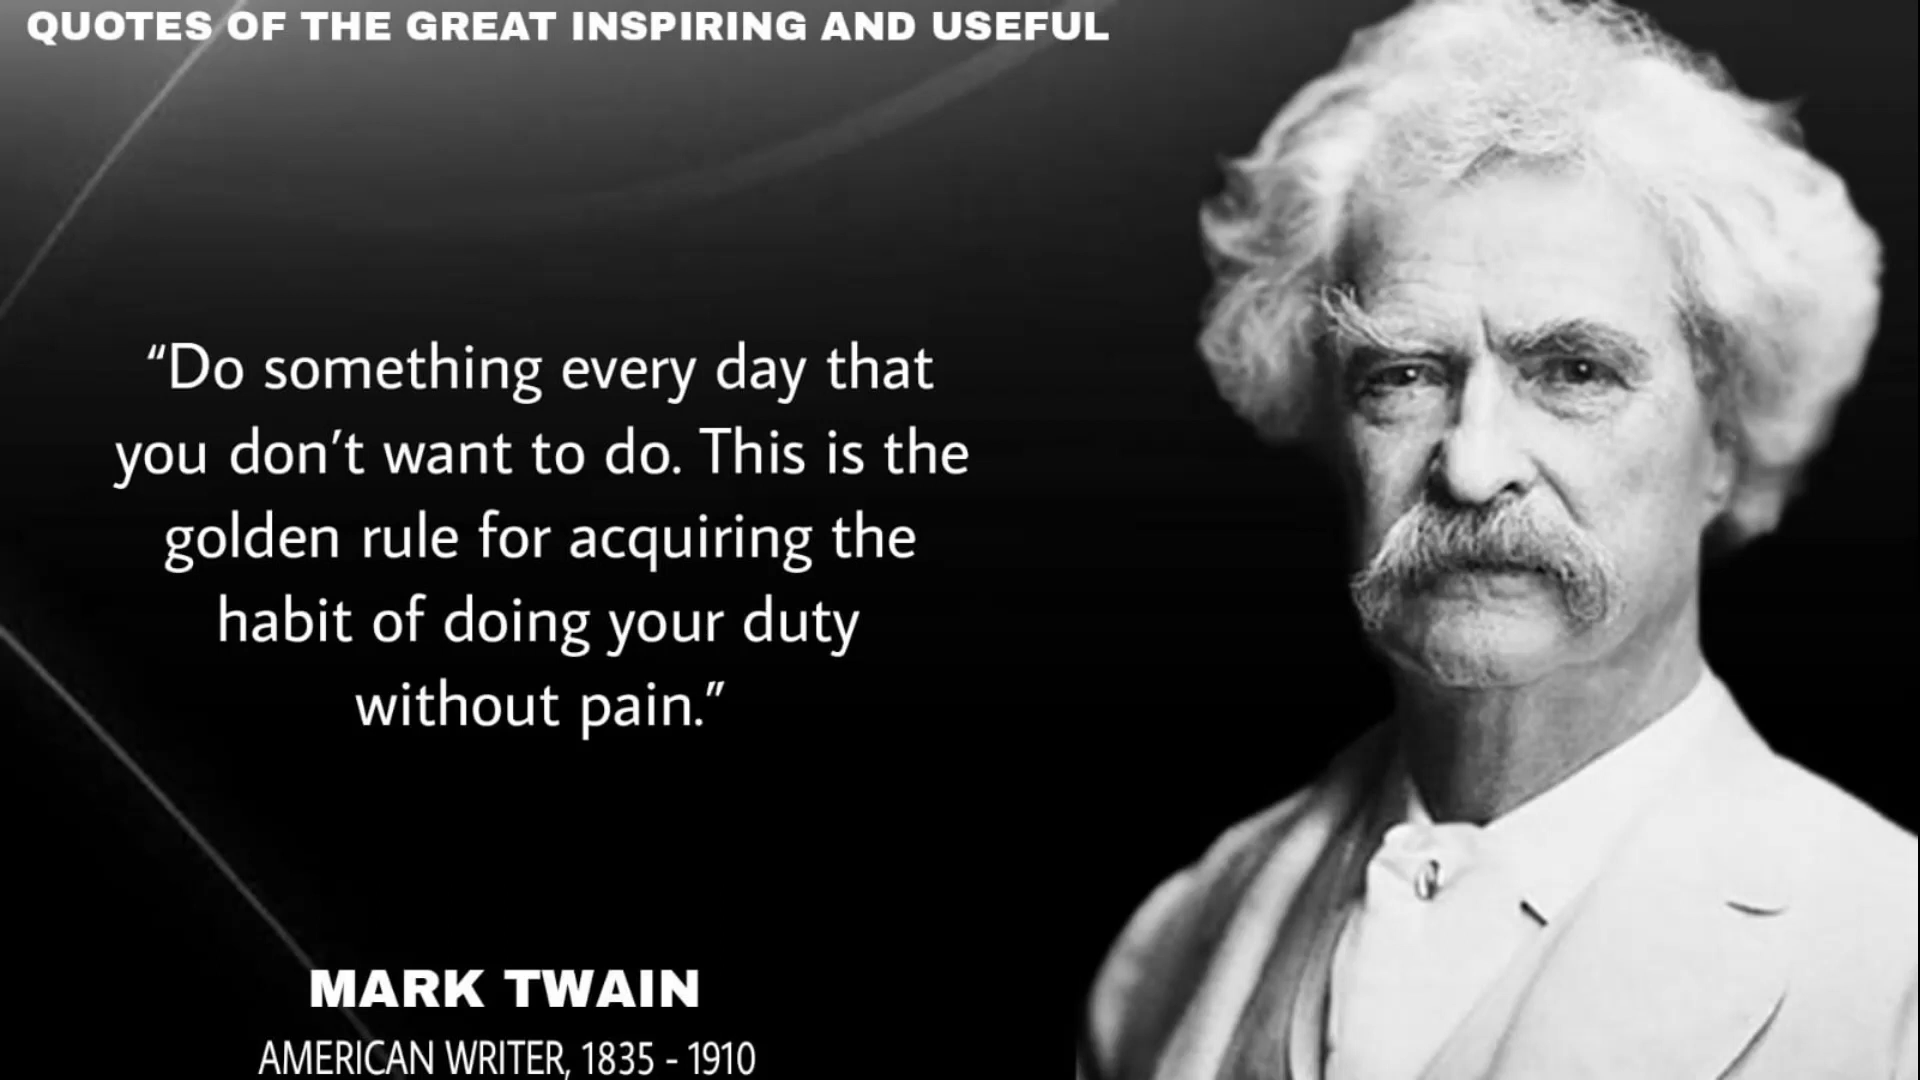 QUOTES OF THE GREAT INSPIRING AND USEFUL
“Do something every day that
you don’t want to do. This is the
golden rule for acquiring the
habit of doing your duty
without pain.”
MARK TWAIN
AMERICAN WRITER, 1835 - 1910